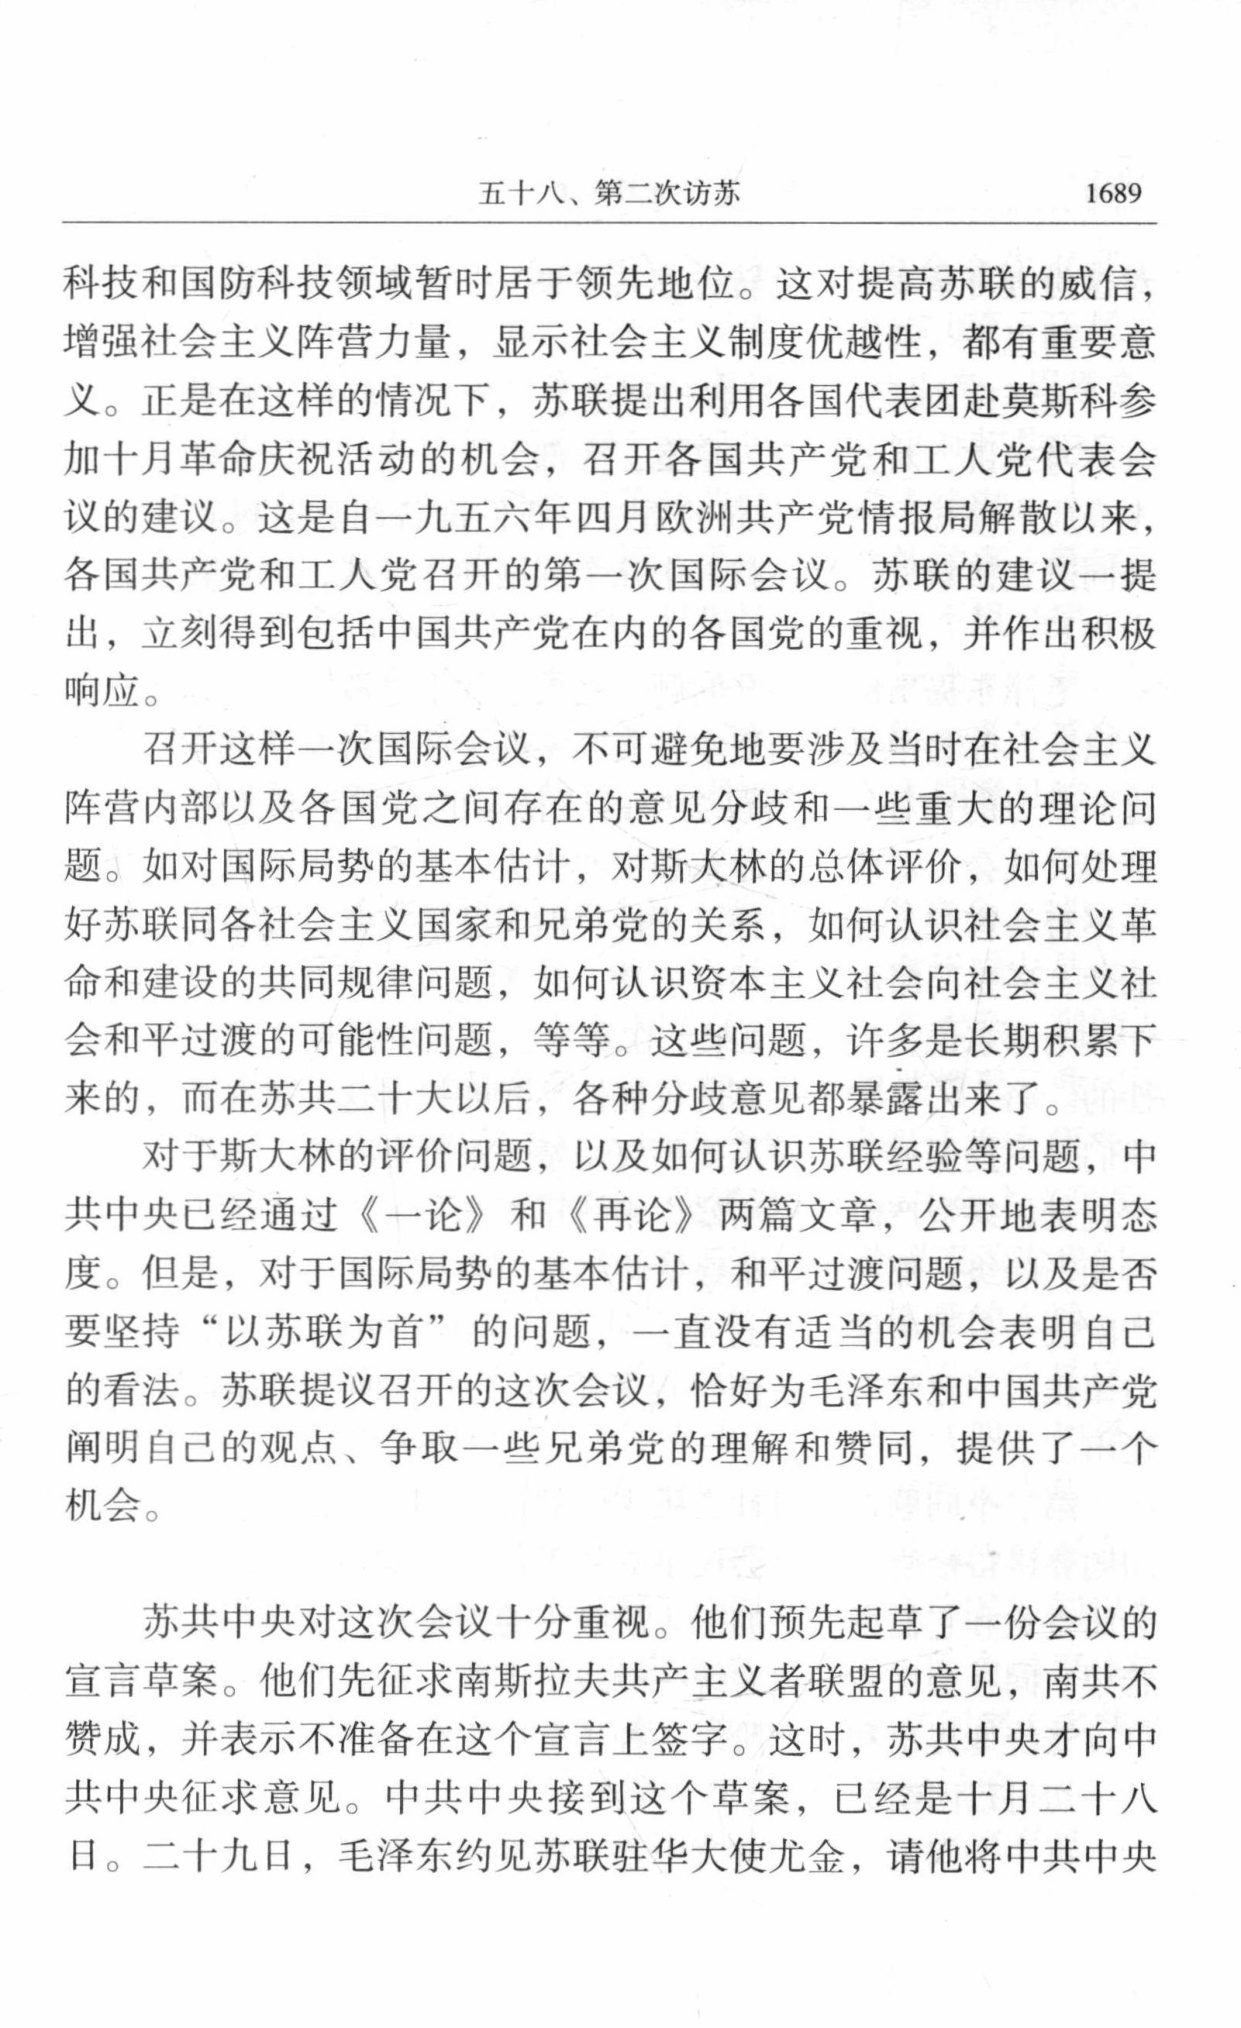 五十八、第二次访苏 1689
科技和国防科技领域暂时居于领先地位。这对提高苏联的威信，
增强社会主义阵营力量，显示社会主义制度优越性，都有重要意
义。正是在这样的情况下，苏联提出利用各国代表团赴莫斯科参
加十月革命庆祝活动的机会，召开各国共产党和工人党代表会
议的建议。这是自一九五六年四月欧洲共产党情报局解散以来，
各国共产党和工人党召开的第一次国际会议。苏联的建议一提
出，立刻得到包括中国共产党在内的各国党的重视，并作出积极
响应。
召开这样一次国际会议，不可避免地要涉及当时在社会主义
阵营内部以及各国党之间存在的意见分歧和一些重大的理论问
题。如对国际局势的基本估计，对斯大林的总体评价，如何处理
好苏联同各社会主义国家和兄弟党的关系，如何认识社会主义革
命和建设的共同规律问题，如何认识资本主义社会向社会主义社
会和平过渡的可能性问题，等等。这些问题，许多是长期积累下
来的，而在苏共二十大以后，各种分歧意见都暴露出来了。
对于斯大林的评价问题，以及如何认识苏联经验等问题，中
共中央已经通过《一论》和《再论》两篇文章，公开地表明态
度。但是，对于国际局势的基本估计，和平过渡问题，以及是否
要坚持“以苏联为首”的问题，一直没有适当的机会表明自己
的看法。苏联提议召开的这次会议，恰好为毛泽东和中国共产党
阐明自己的观点、争取一些兄弟党的理解和赞同，提供了一个
机会。
苏共中央对这次会议十分重视。他们预先起草了一份会议的
宣言草案。他们先征求南斯拉夫共产主义者联盟的意见，南共不
赞成，并表示不准备在这个宣言上签字。这时，苏共中央才向中
共中央征求意见。中共中央接到这个草案，已经是十月二十八
日。二十九日，毛泽东约见苏联驻华大使尤金，请他将中共中央